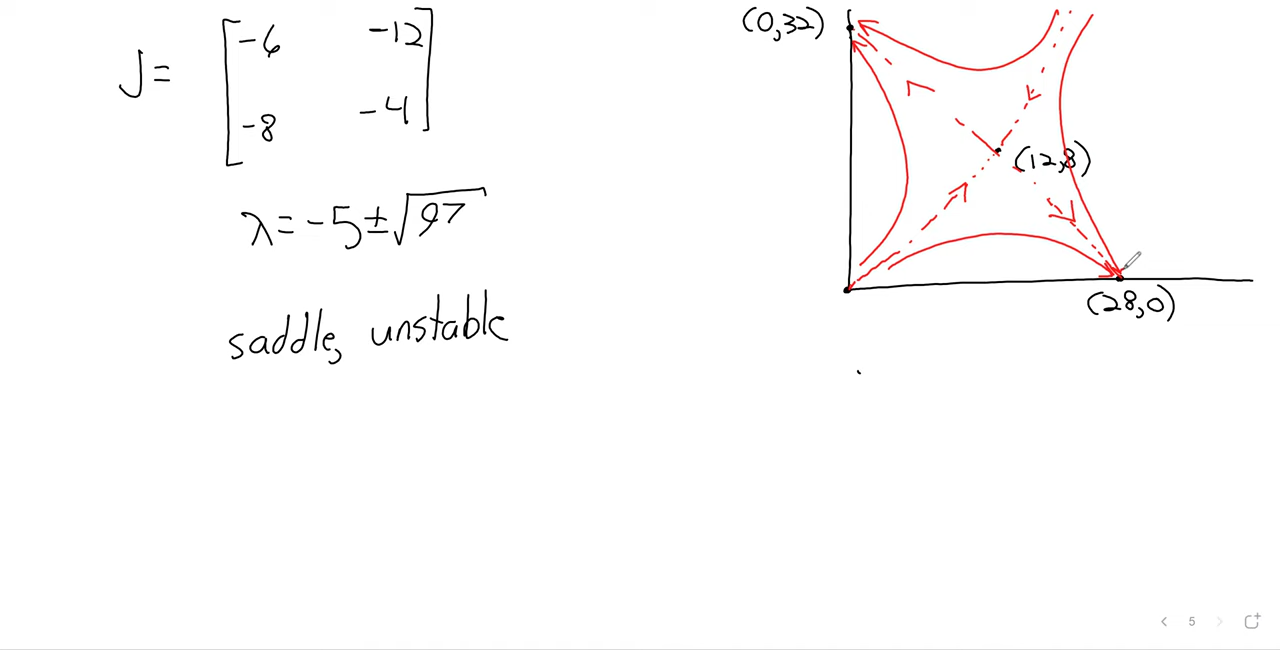 J = [-6 -12
-8 -4]
λ = -5 ± √97
saddle, unstable
(0,32)
(12,8)
(28,0)
5